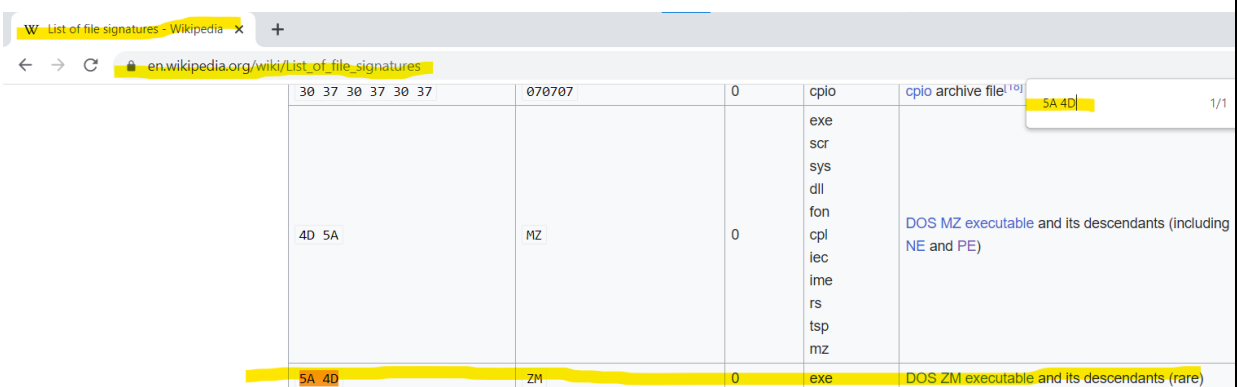 W List of file signatures - Wikipedia × +
← → C en.wikipedia.org/wiki/List_of_file_signatures
5A 4D 1/1
30 37 30 37 30 37 070707 0 cpio cpio archive file[18]
exe
scr
sys
dll
fon
4D 5A MZ 0 cpl DOS MZ executable and its descendants (including
NE and PE)
iec
ime
rs
tsp
mz
5A 4D ZM 0 exe DOS ZM executable and its descendants (rare)